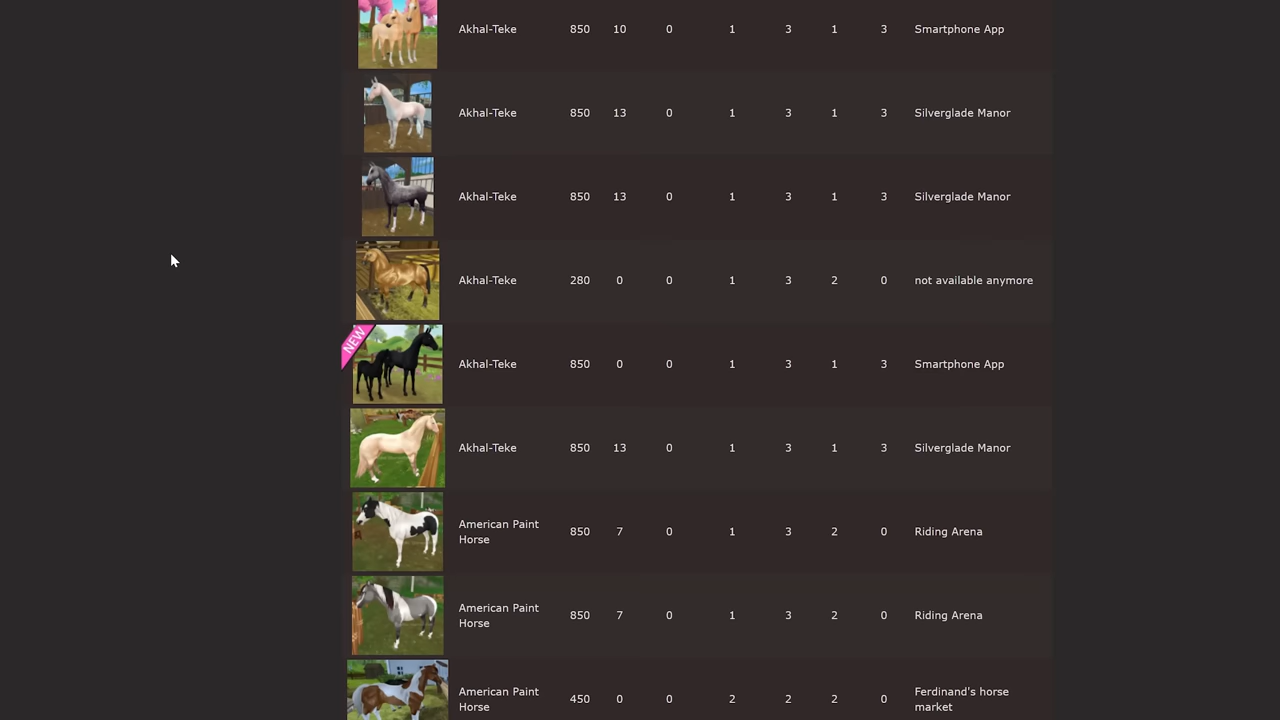 Akhal-Teke 850 10 0 1 3 1 3 Smartphone App
Akhal-Teke 850 13 0 1 3 1 3 Silverglade Manor
Akhal-Teke 850 13 0 1 3 1 3 Silverglade Manor
Akhal-Teke 280 0 0 1 3 2 0 not available anymore
NEW
Akhal-Teke 850 0 0 1 3 1 3 Smartphone App
Akhal-Teke 850 13 0 1 3 1 3 Silverglade Manor
American Paint
Horse 850 7 0 1 3 2 0 Riding Arena
American Paint
Horse 850 7 0 1 3 2 0 Riding Arena
American Paint
Horse 450 0 0 2 2 2 0 Ferdinand's horse
market